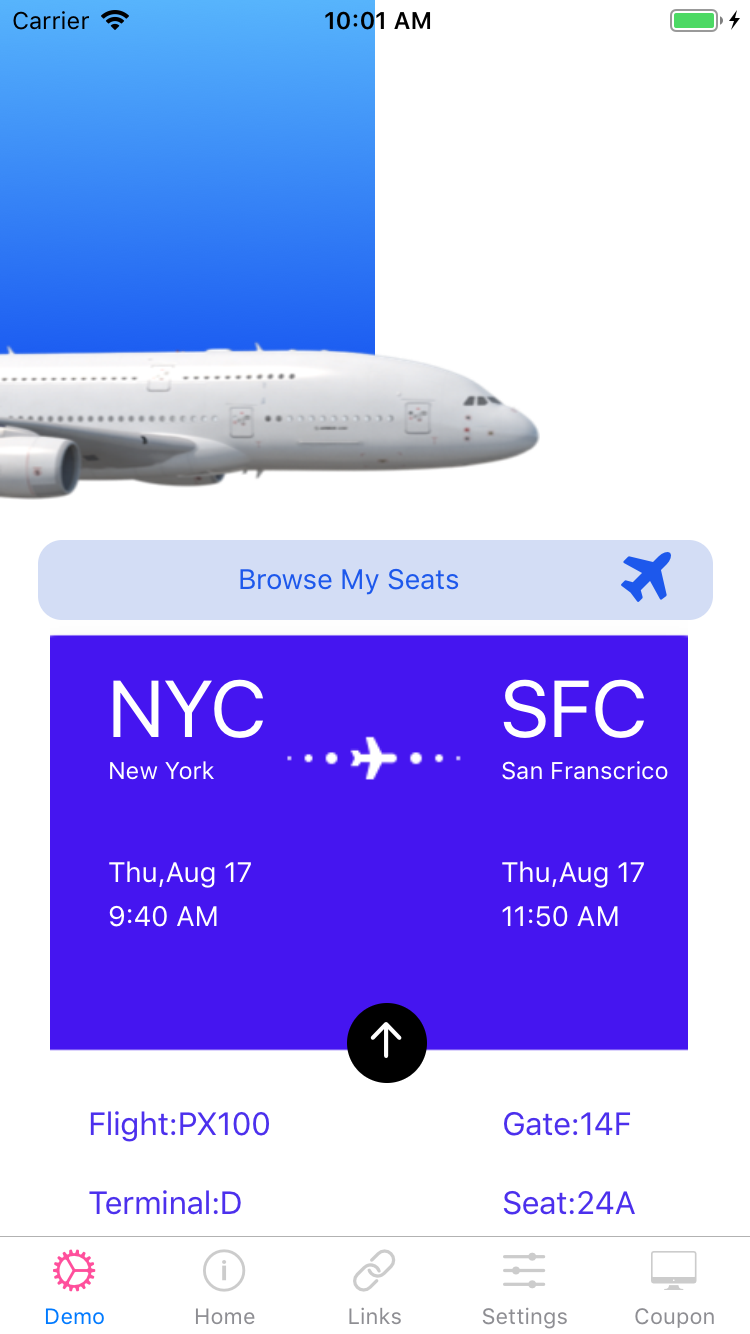 Carrier 10:01 AM
Browse My Seats
NYC SFC
New York San Franscrico
Thu,Aug 17 Thu,Aug 17
9:40 AM 11:50 AM
Flight:PX100 Gate:14F
Terminal:D Seat:24A
Demo Home Links Settings Coupon